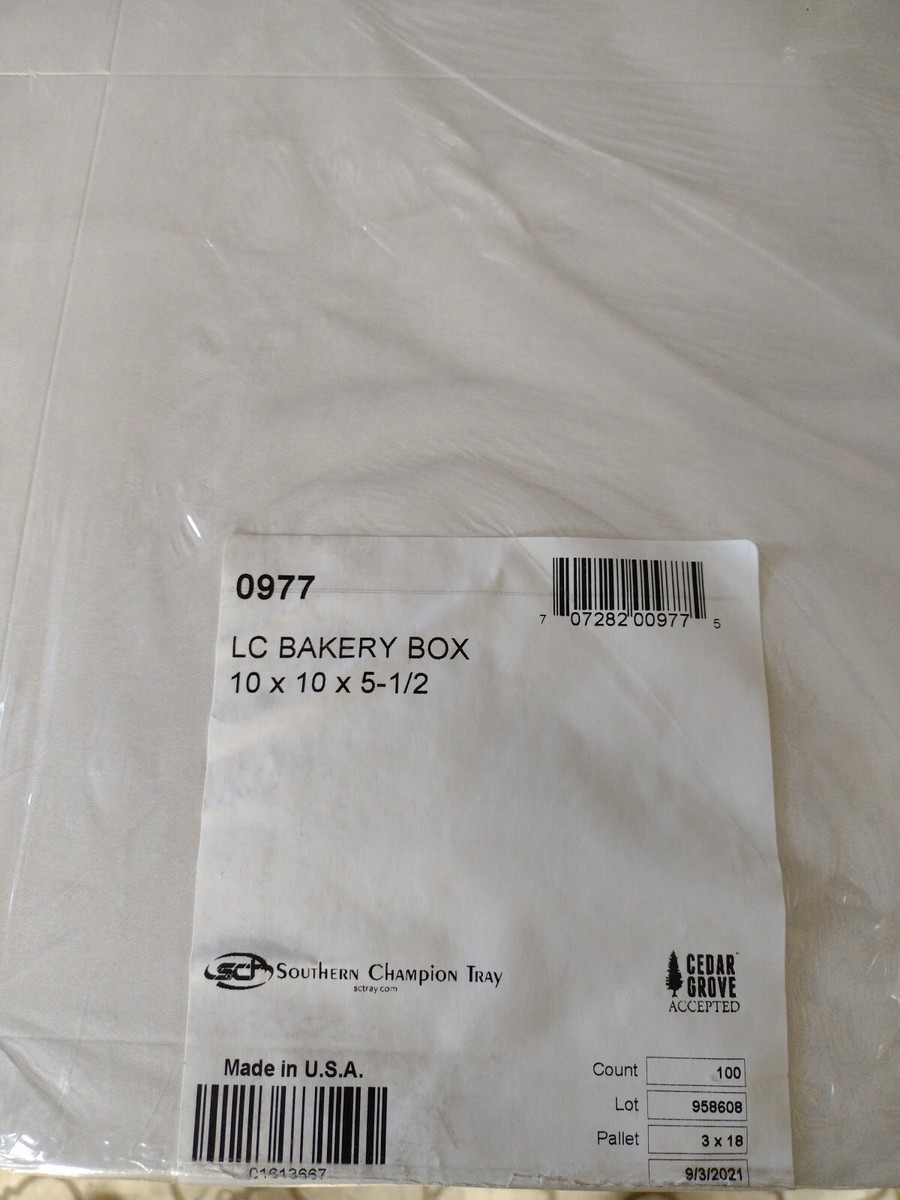 0977
7 07282 00977 5
LC BAKERY BOX
10 x 10 x 5-1/2
SCT SOUTHERN CHAMPION TRAY
sctray.com
CEDAR
GROVE
ACCEPTED
Made in U.S.A.
01613667
Count 100
Lot 958608
Pallet 3 x 18
9/3/2021